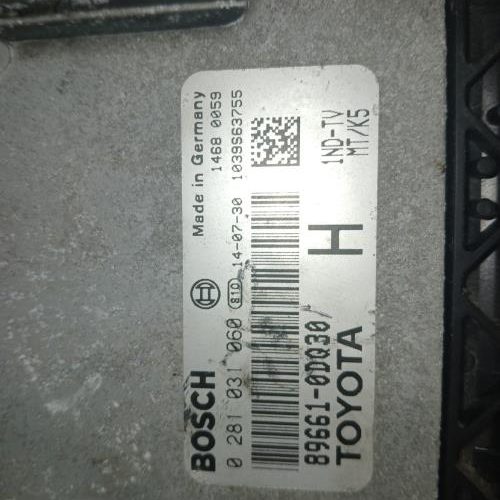 BOSCH
Made in Germany
0 281 031 060 810 14-07-30 1468 0059
1039S63755
89661-0DQ30 H 1ND-TV
TOYOTA MT/K5